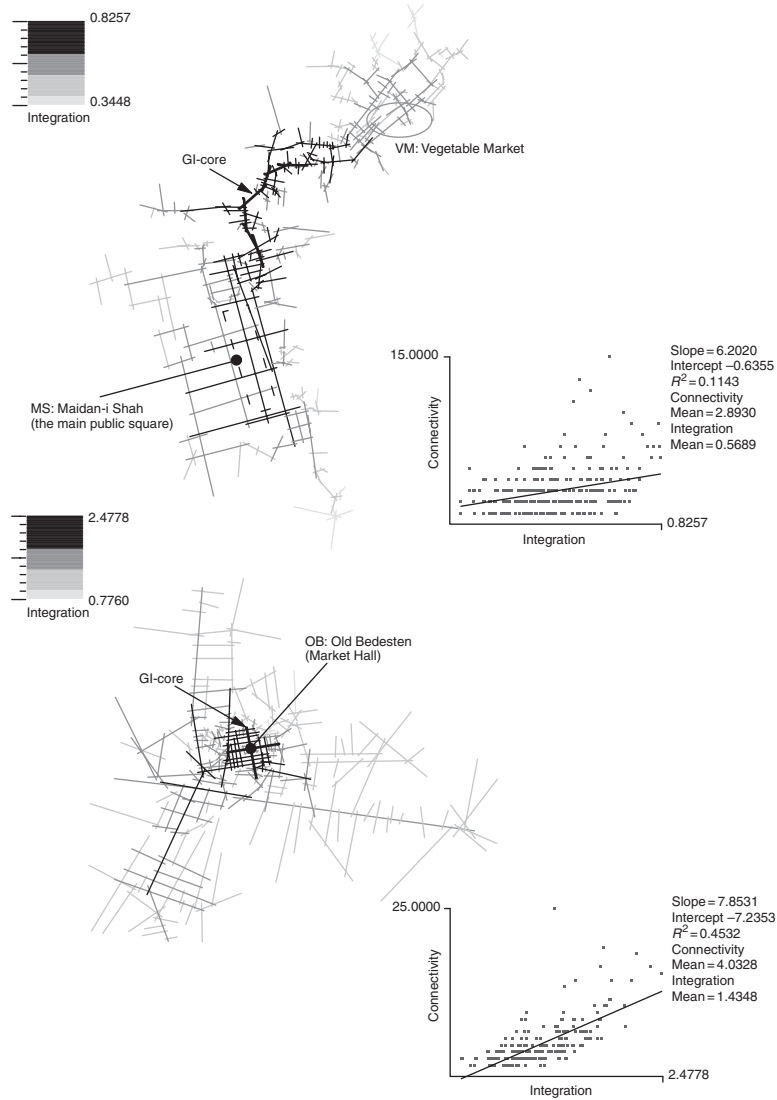 0.8257
0.3448
Integration
GI-core
VM: Vegetable Market
MS: Maidan-i Shah
(the main public square)
15.0000
Connectivity
Integration
0.8257
Slope = 6.2020
Intercept –0.6355
R² = 0.1143
Connectivity
Mean = 2.8930
Integration
Mean = 0.5689
2.4778
0.7760
Integration
OB: Old Bedesten
(Market Hall)
GI-core
25.0000
Connectivity
Integration
2.4778
Slope = 7.8531
Intercept –7.2353
R² = 0.4532
Connectivity
Mean = 4.0328
Integration
Mean = 1.4348